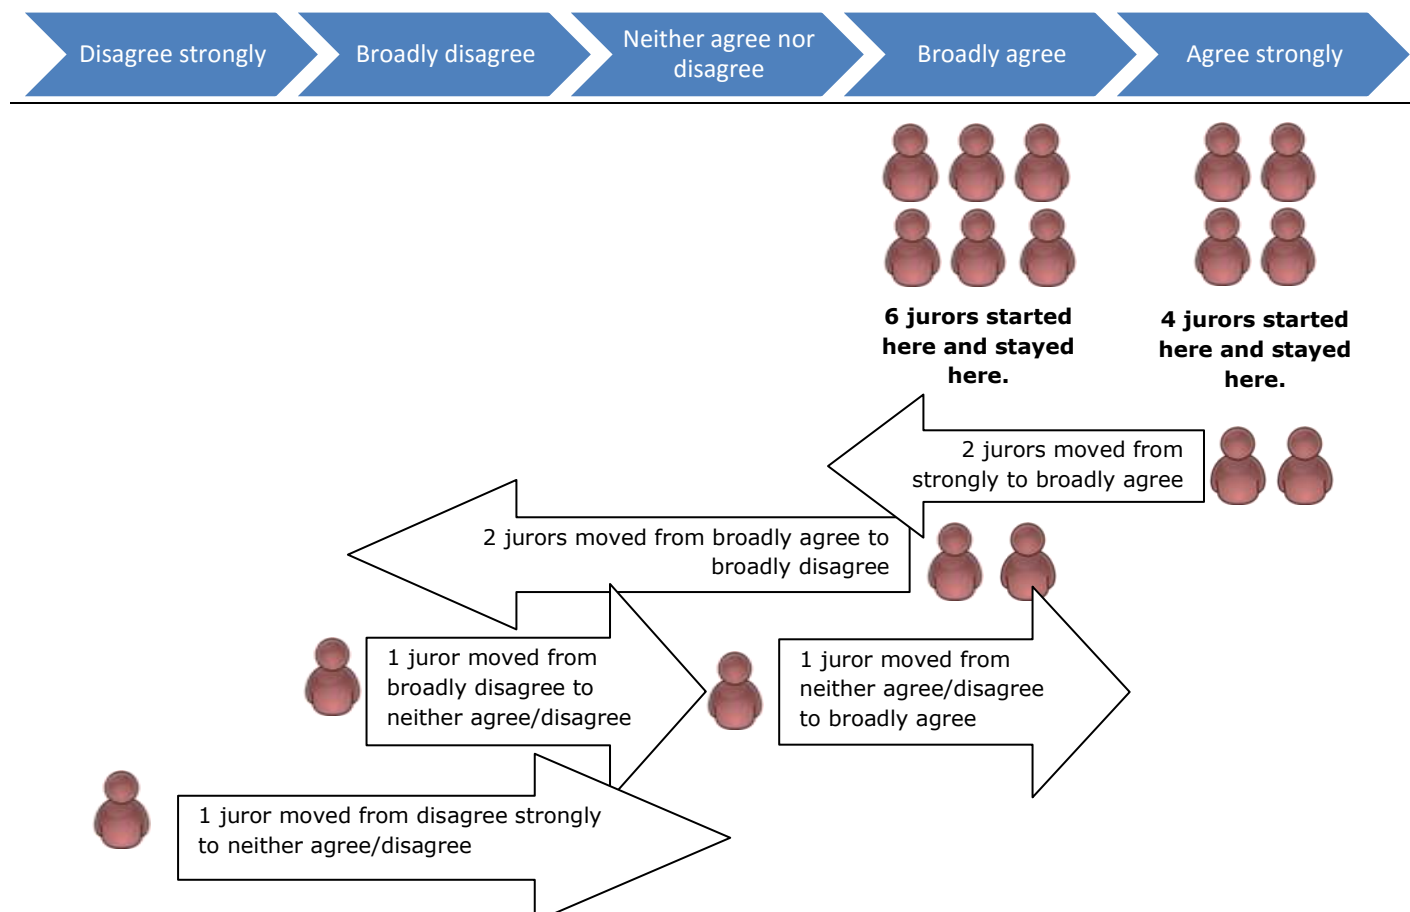 Disagree strongly
Broadly disagree
Neither agree nor
disagree
Broadly agree
Agree strongly
6 jurors started
here and stayed
here.
4 jurors started
here and stayed
here.
2 jurors moved from
strongly to broadly agree
2 jurors moved from broadly agree to
broadly disagree
1 juror moved from
broadly disagree to
neither agree/disagree
1 juror moved from
neither agree/disagree
to broadly agree
1 juror moved from disagree strongly
to neither agree/disagree